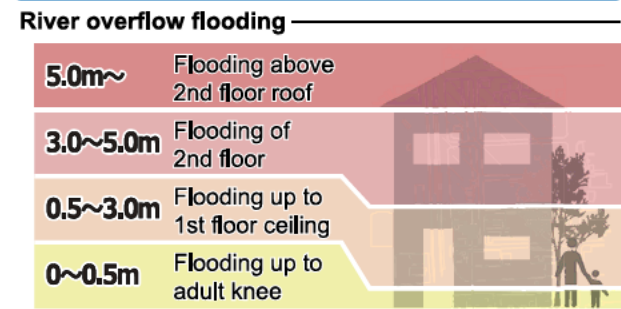 River overflow flooding
5.0m～
Flooding above
2nd floor roof
3.0～5.0m
Flooding of
2nd floor
0.5～3.0m
Flooding up to
1st floor ceiling
0～0.5m
Flooding up to
adult knee